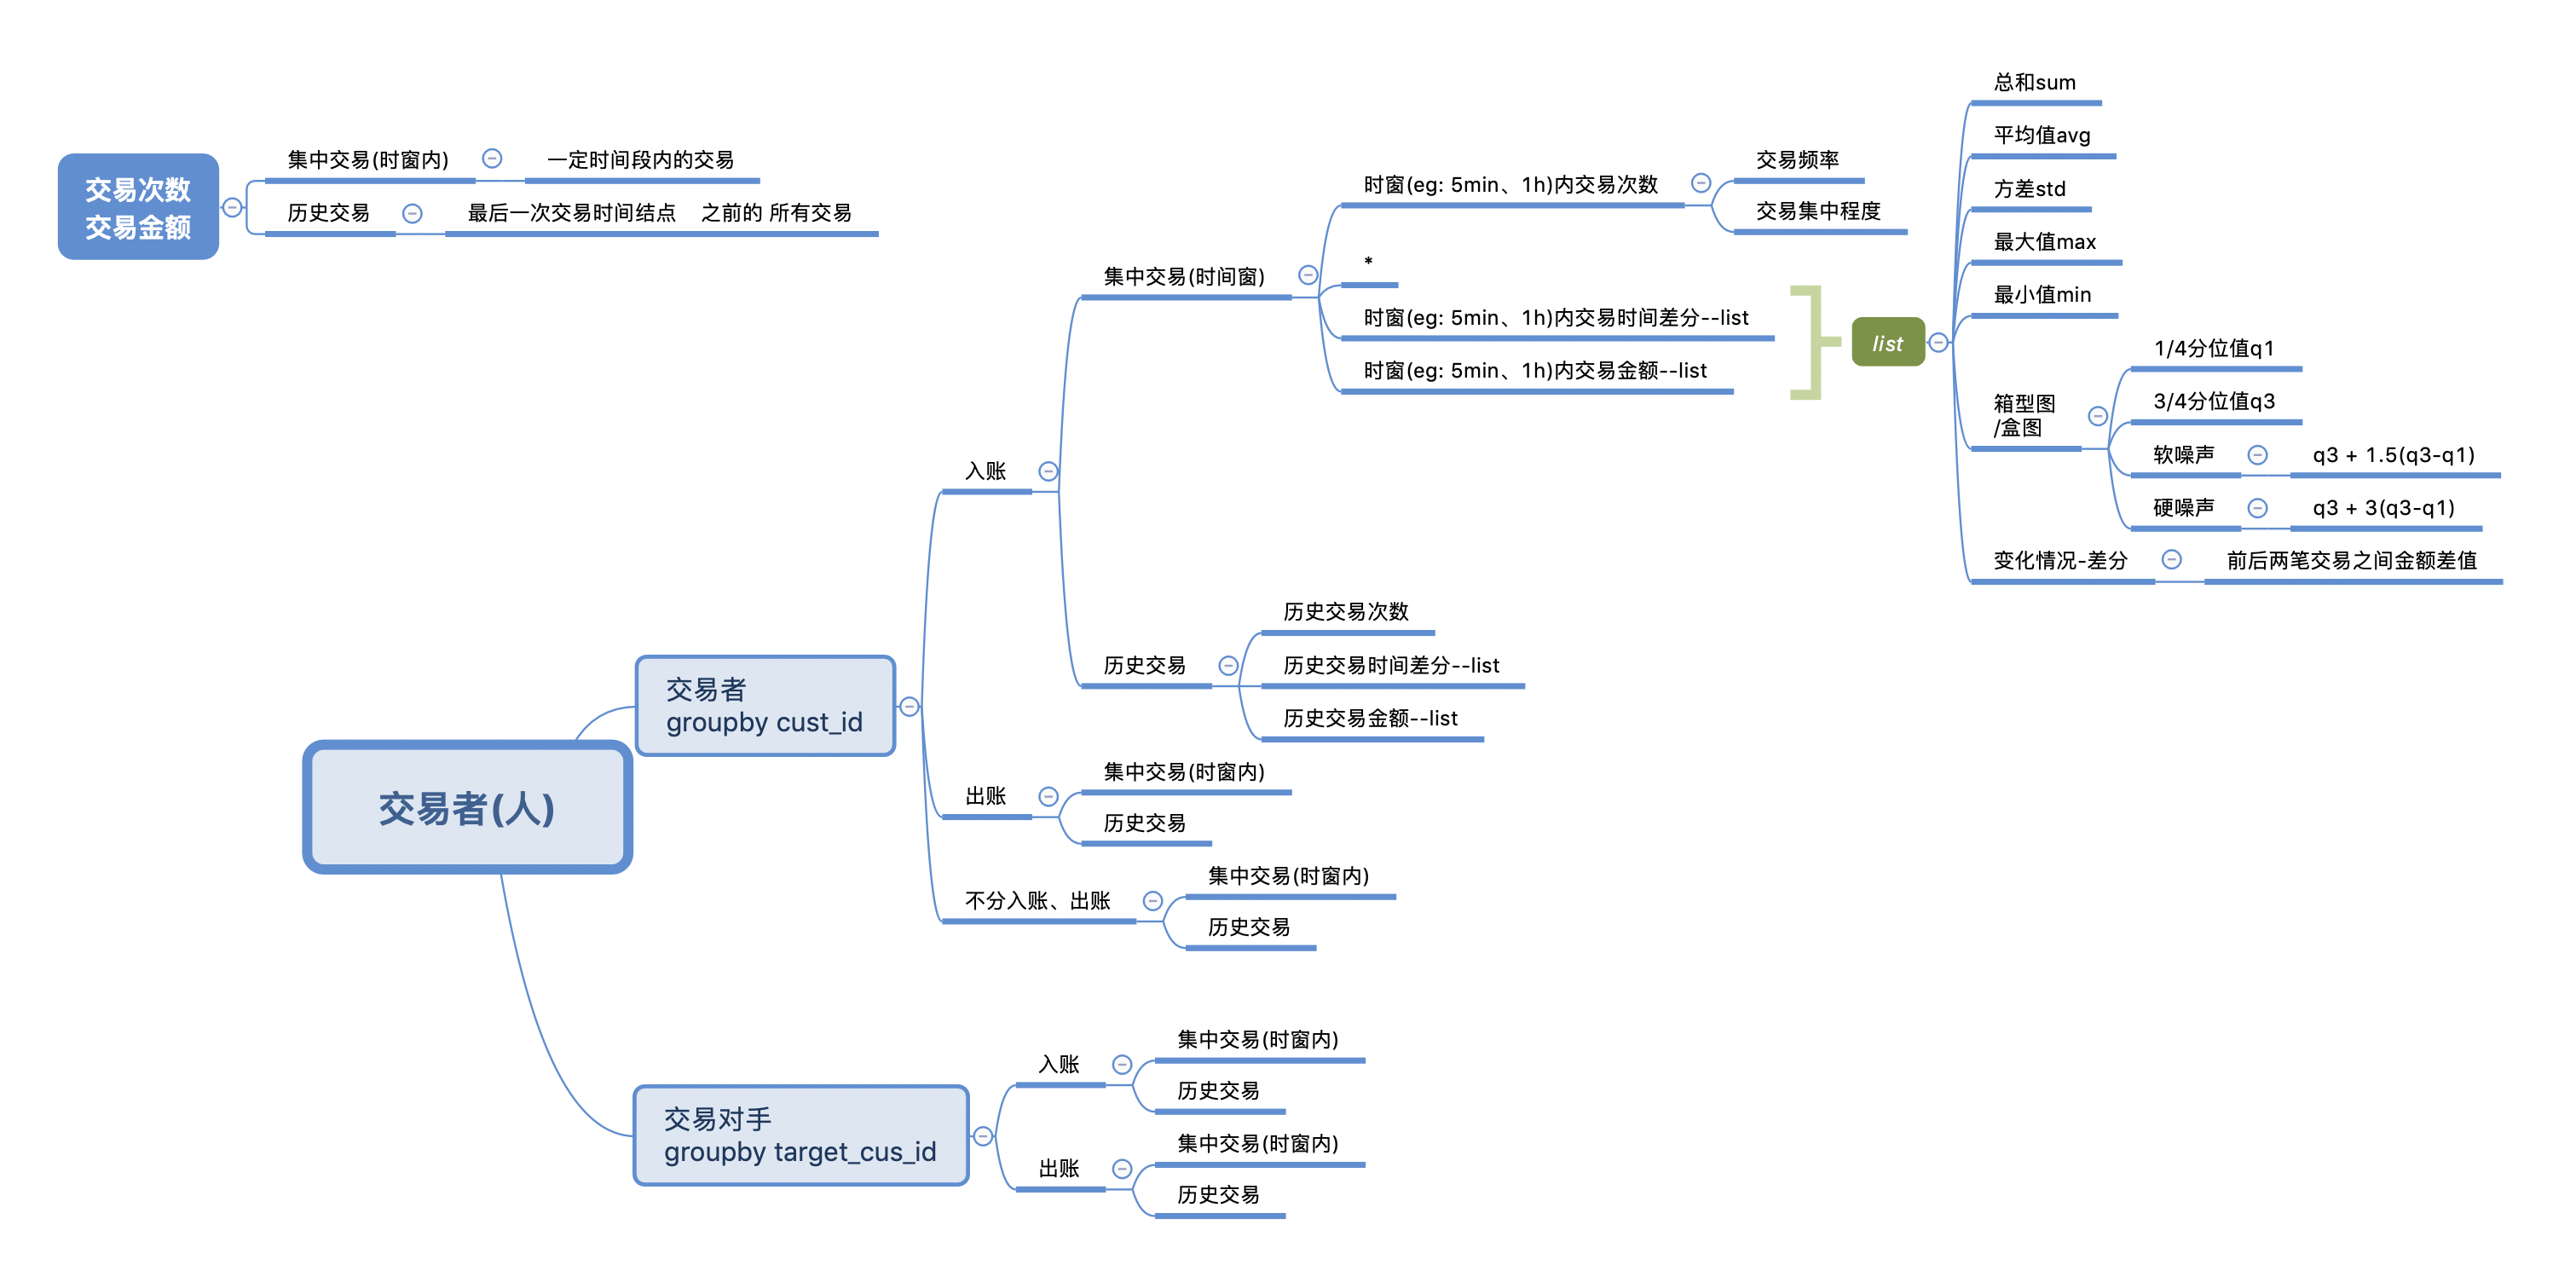 交易次数
交易金额
集中交易(时窗内)
一定时间段内的交易
历史交易
最后一次交易时间结点 之前的 所有交易
交易者(人)
交易者
groupby cust_id
入账
集中交易(时间窗)
时窗(eg: 5min、1h)内交易次数
交易频率
交易集中程度
*
时窗(eg: 5min、1h)内交易时间差分--list
时窗(eg: 5min、1h)内交易金额--list
list
总和sum
平均值avg
方差std
最大值max
最小值min
箱型图
/盒图
1/4分位值q1
3/4分位值q3
软噪声
q3 + 1.5(q3-q1)
硬噪声
q3 + 3(q3-q1)
变化情况-差分
前后两笔交易之间金额差值
历史交易
历史交易次数
历史交易时间差分--list
历史交易金额--list
出账
集中交易(时窗内)
历史交易
不分入账、出账
集中交易(时窗内)
历史交易
交易对手
groupby target_cus_id
入账
集中交易(时窗内)
历史交易
出账
集中交易(时窗内)
历史交易